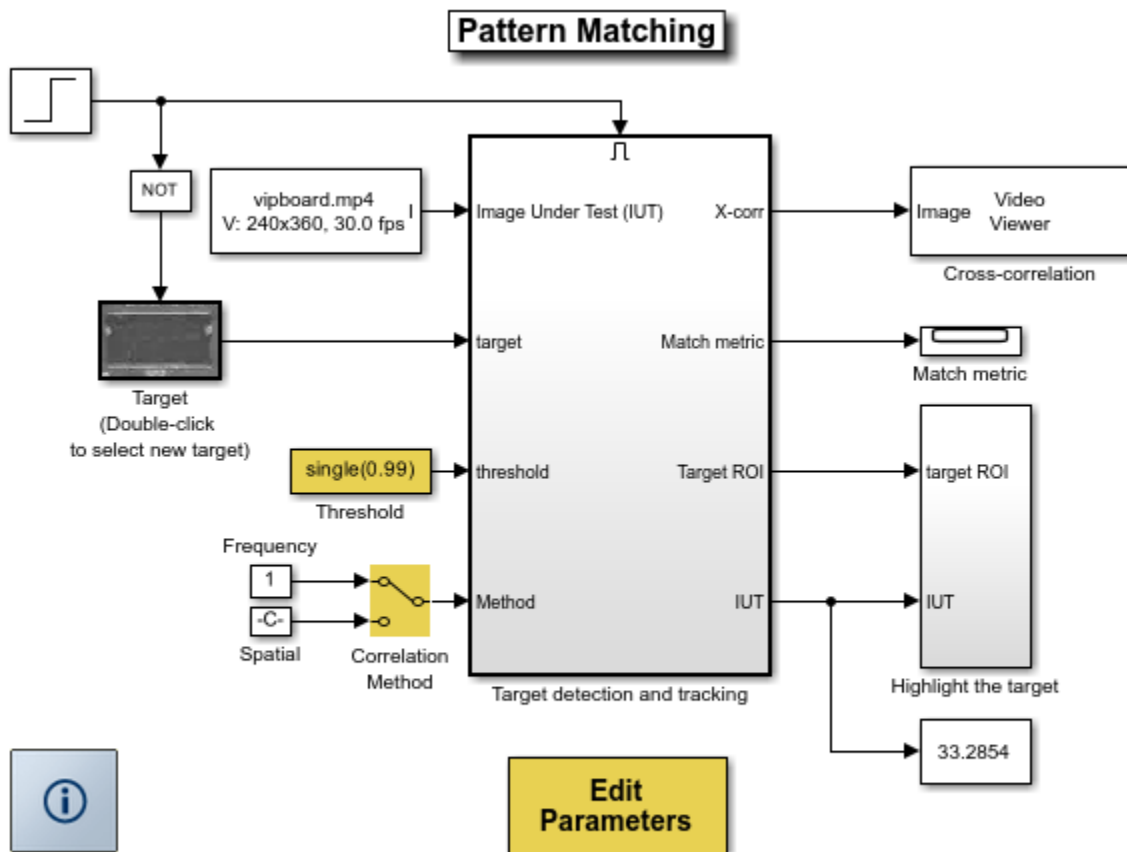 Pattern Matching
NOT
vipboard.mp4
V: 240x360, 30.0 fps
I
Image Under Test (IUT)
X-corr
Image
Video
Viewer
Cross-correlation
target
Match metric
Match metric
Target
(Double-click
to select new target)
single(0.99)
Threshold
threshold
Target ROI
target ROI
Frequency
1
-C-
Spatial
Correlation
Method
Method
IUT
IUT
Target detection and tracking
Highlight the target
33.2854
i
Edit
Parameters